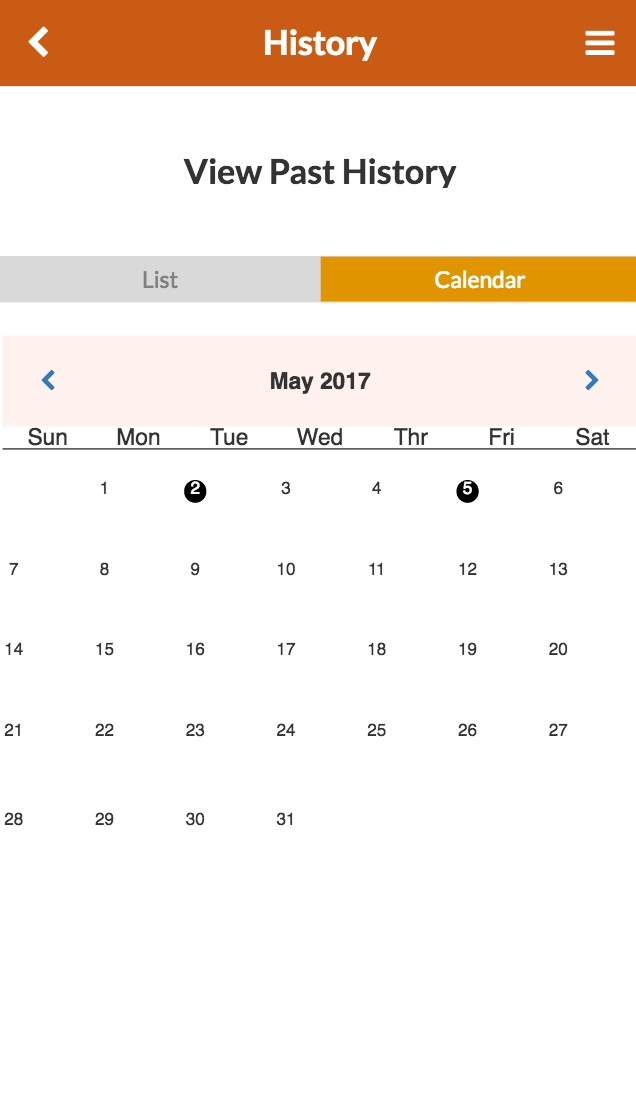 History
View Past History
List Calendar
May 2017
Sun Mon Tue Wed Thr Fri Sat
1 2 3 4 5 6
7 8 9 10 11 12 13
14 15 16 17 18 19 20
21 22 23 24 25 26 27
28 29 30 31